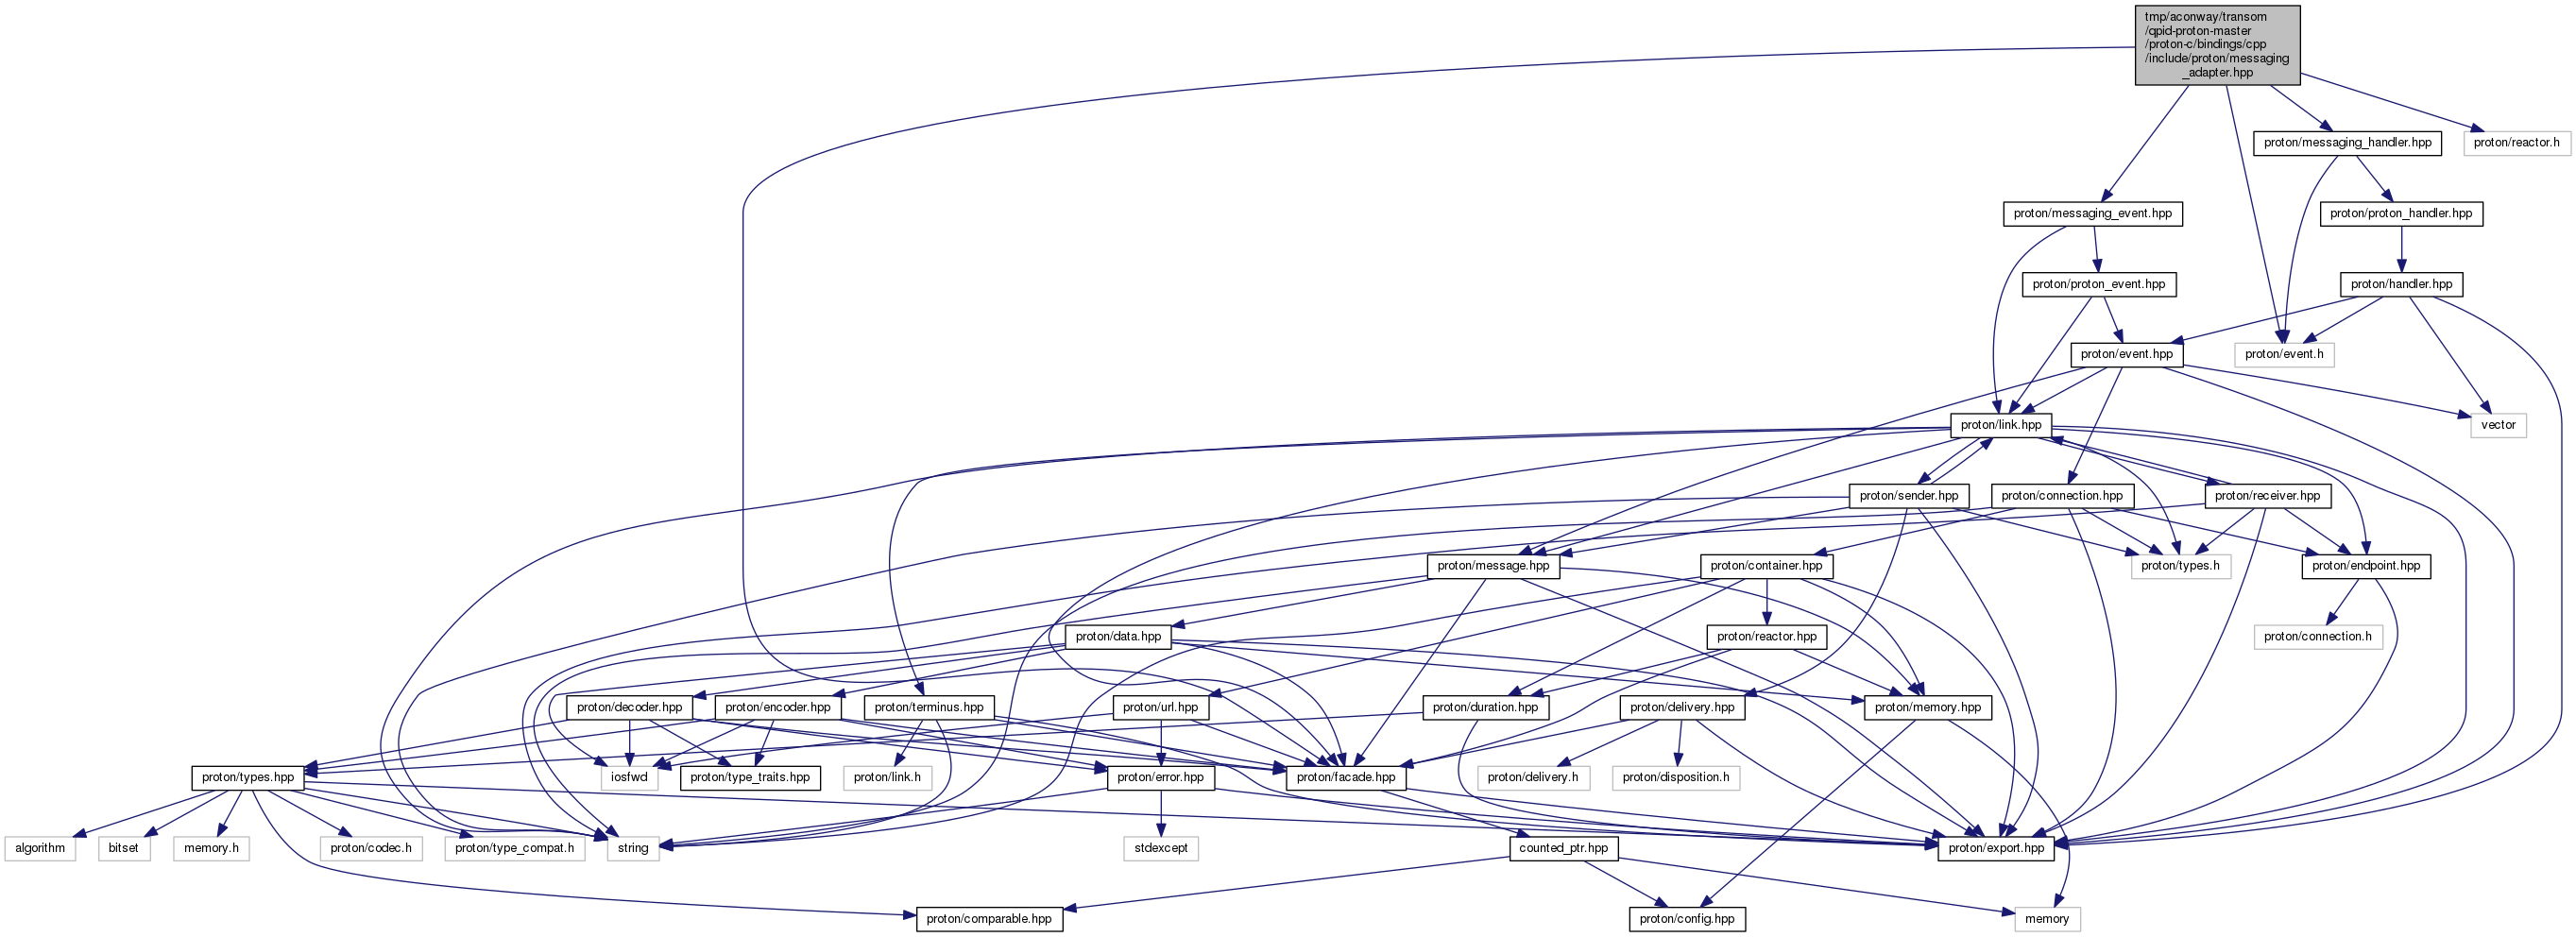 tmp/aconway/transom
/qpid-proton-master
/proton-c/bindings/cpp
/include/proton/messaging
_adapter.hpp
proton/messaging_handler.hpp
proton/reactor.h
proton/messaging_event.hpp
proton/proton_handler.hpp
proton/proton_event.hpp
proton/handler.hpp
proton/event.hpp
proton/event.h
proton/link.hpp
vector
proton/sender.hpp
proton/connection.hpp
proton/receiver.hpp
proton/message.hpp
proton/container.hpp
proton/types.h
proton/endpoint.hpp
proton/data.hpp
proton/reactor.hpp
proton/connection.h
proton/decoder.hpp
proton/encoder.hpp
proton/terminus.hpp
proton/url.hpp
proton/duration.hpp
proton/delivery.hpp
proton/memory.hpp
proton/types.hpp
iosfwd
proton/type_traits.hpp
proton/link.h
proton/error.hpp
proton/facade.hpp
proton/delivery.h
proton/disposition.h
algorithm
bitset
memory.h
proton/codec.h
proton/type_compat.h
string
stdexcept
counted_ptr.hpp
proton/export.hpp
proton/comparable.hpp
proton/config.hpp
memory